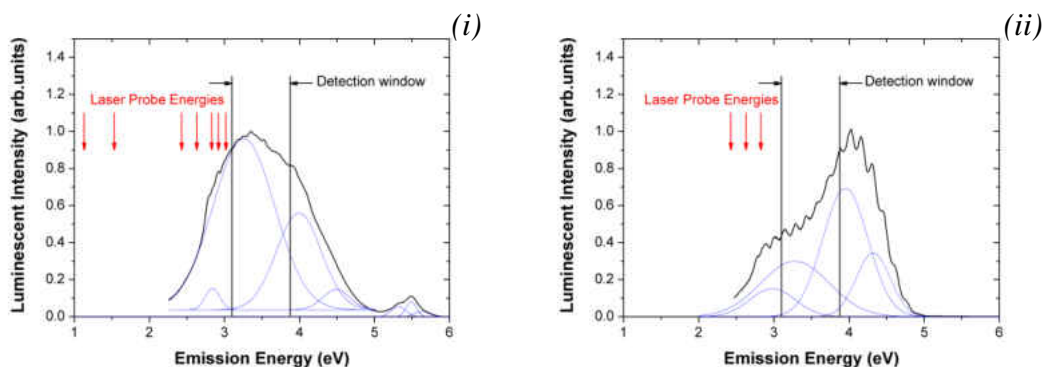 (i)
1.4
1.2
1.0
0.8
0.6
0.4
0.2
0.0
Luminescent Intensity (arb.units)
Detection window
Laser Probe Energies
1 2 3 4 5 6
Emission Energy (eV)
(ii)
1.4
1.2
1.0
0.8
0.6
0.4
0.2
0.0
Luminescent Intensity (arb.units)
Detection window
Laser Probe Energies
1 2 3 4 5 6
Emission Energy (eV)